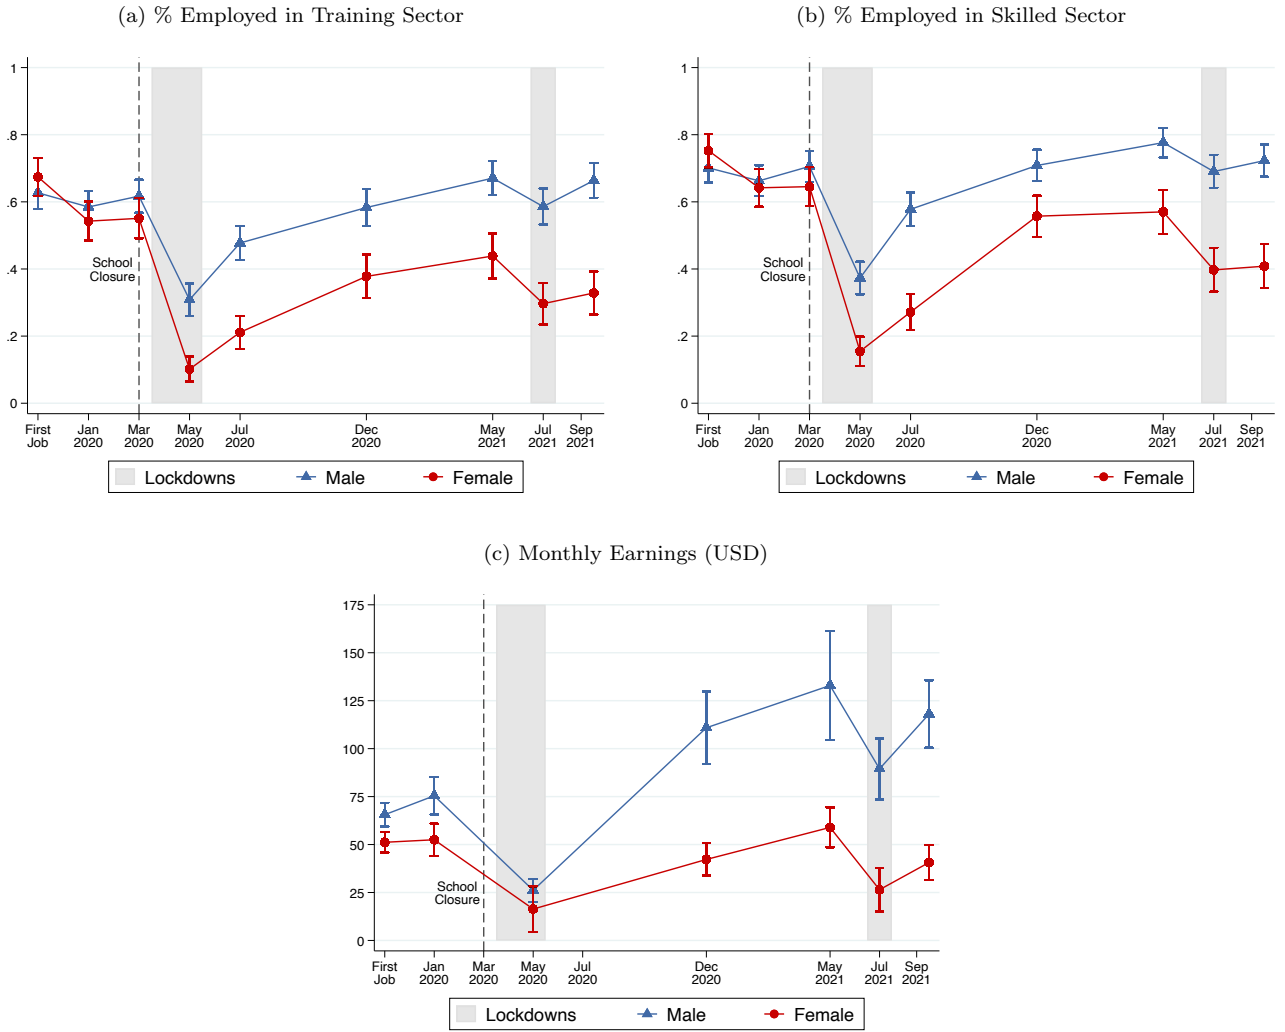 (a) % Employed in Training Sector
1
.8
.6
.4
.2
0
School
Closure
First
Job
Jan
2020
Mar
2020
May
2020
Jul
2020
Dec
2020
May
2021
Jul
2021
Sep
2021
Lockdowns
Male
Female
(b) % Employed in Skilled Sector
1
.8
.6
.4
.2
0
School
Closure
First
Job
Jan
2020
Mar
2020
May
2020
Jul
2020
Dec
2020
May
2021
Jul
2021
Sep
2021
Lockdowns
Male
Female
(c) Monthly Earnings (USD)
175
150
125
100
75
50
25
0
School
Closure
First
Job
Jan
2020
Mar
2020
May
2020
Jul
2020
Dec
2020
May
2021
Jul
2021
Sep
2021
Lockdowns
Male
Female